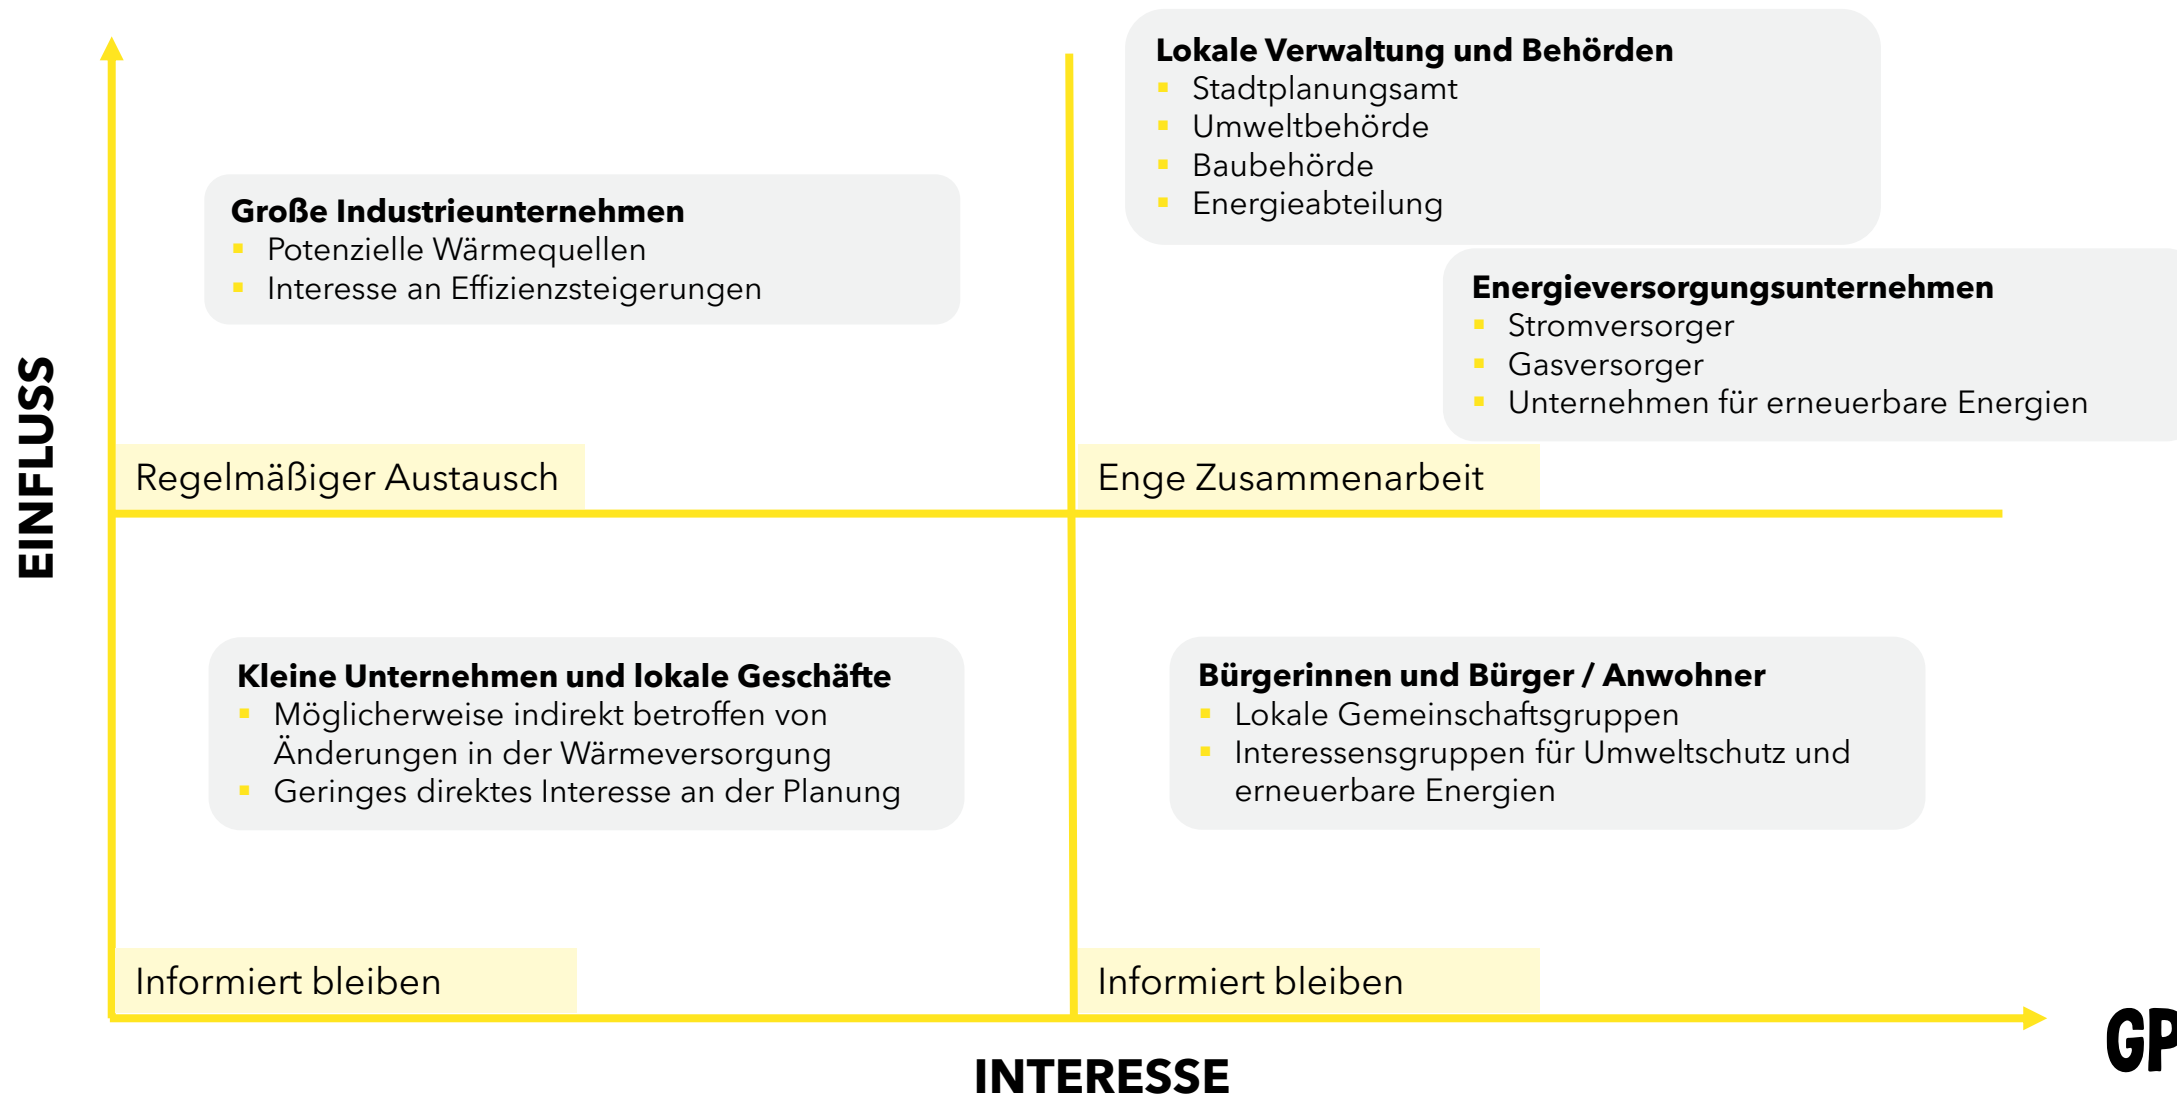 EINFLUSS
Große Industrieunternehmen
Potenzielle Wärmequellen
Interesse an Effizienzsteigerungen
Regelmäßiger Austausch
Lokale Verwaltung und Behörden
Stadtplanungsamt
Umweltbehörde
Baubehörde
Energieabteilung
Energieversorgungsunternehmen
Stromversorger
Gasversorger
Unternehmen für erneuerbare Energien
Enge Zusammenarbeit
Kleine Unternehmen und lokale Geschäfte
Möglicherweise indirekt betroffen von
Änderungen in der Wärmeversorgung
Geringes direktes Interesse an der Planung
Informiert bleiben
Bürgerinnen und Bürger / Anwohner
Lokale Gemeinschaftsgruppen
Interessensgruppen für Umweltschutz und
erneuerbare Energien
Informiert bleiben
INTERESSE
GP